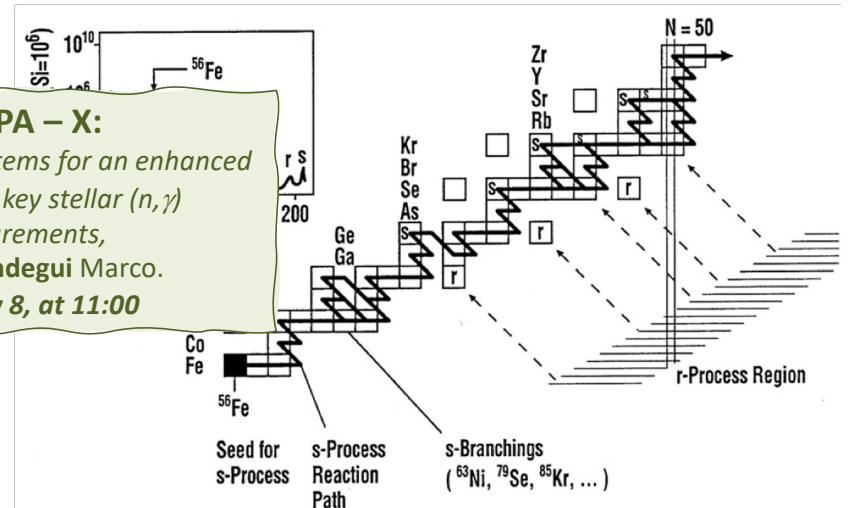 N = 50
10¹⁰
Si=10⁶)
⁵⁶Fe
PA – X:
tems for an enhanced
key stellar (n,γ)
urements,
ndegui Marco.
8, at 11:00
r s
200
Zr
Y
Sr
Rb
Kr
Br
Se
As
Ge
Ga
Co
Fe
s
s
s
s
s
s
s
r
r
r
⁵⁶Fe
r-Process Region
Seed for
s-Process
s-Process
Reaction
Path
s-Branchings
( ⁶³Ni, ⁷⁹Se, ⁸⁵Kr, ... )